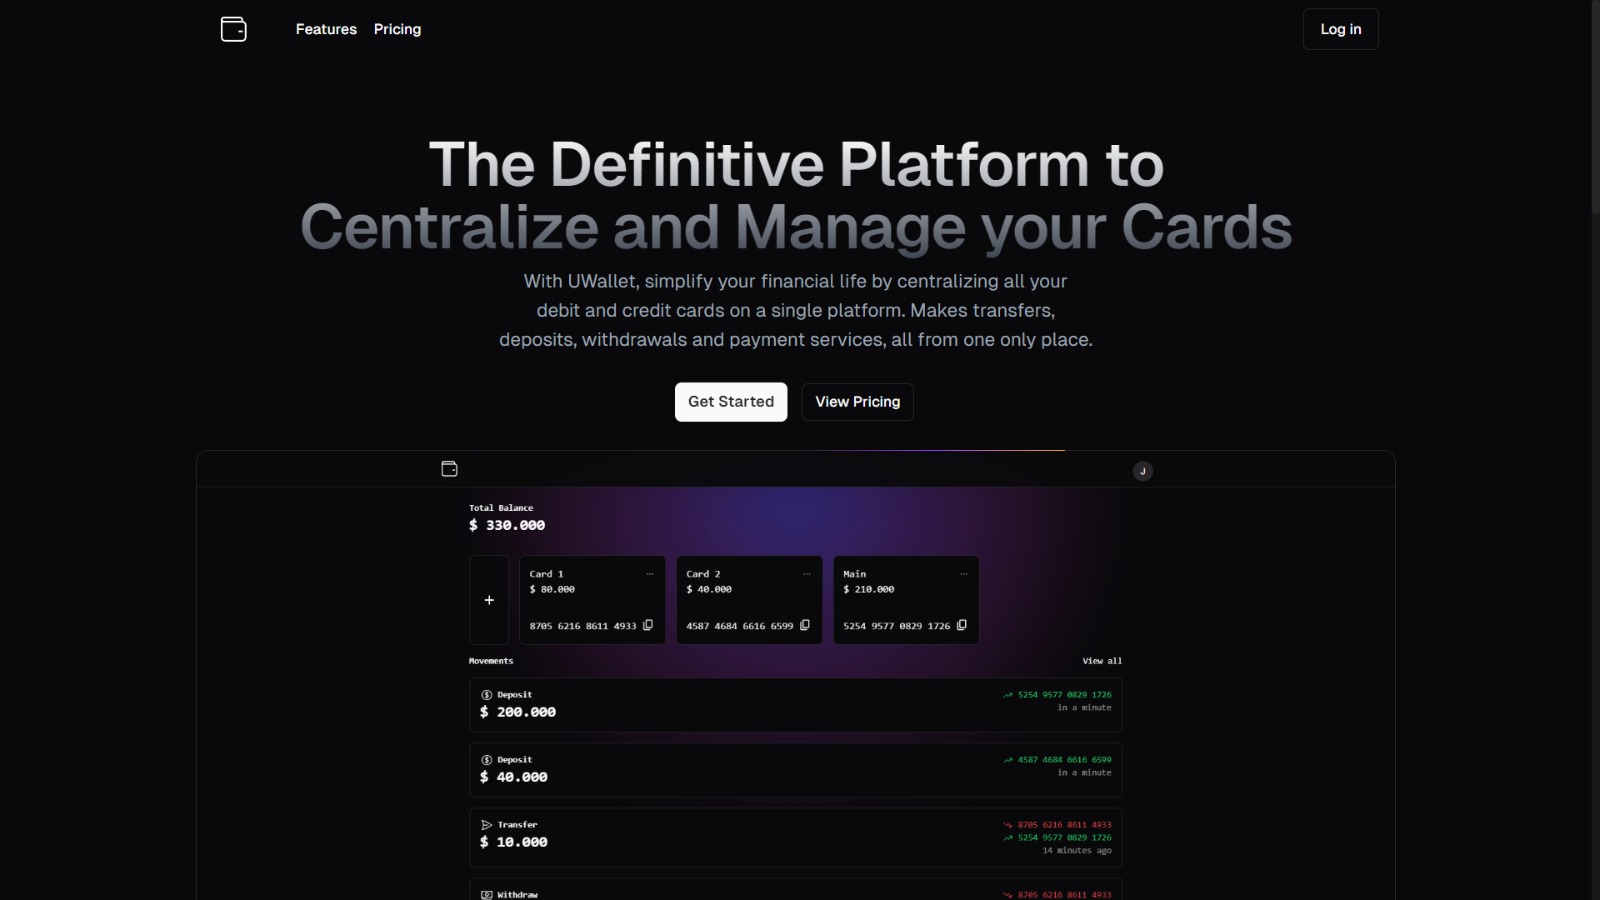 Features Pricing
Log in
The Definitive Platform to
Centralize and Manage your Cards
With UWallet, simplify your financial life by centralizing all your
debit and credit cards on a single platform. Makes transfers,
deposits, withdrawals and payment services, all from one only place.
Get Started
View Pricing
J
Total Balance
$ 330.000
+
Card 1 ...
$ 80.000
8705 6216 8611 4933
Card 2 ...
$ 40.000
4587 4684 6616 6599
Main ...
$ 210.000
5254 9577 0829 1726
Movements
View all
Deposit
$ 200.000
5254 9577 0829 1726
in a minute
Deposit
$ 40.000
4587 4684 6616 6599
in a minute
Transfer
$ 10.000
8705 6216 8611 4933
5254 9577 0829 1726
14 minutes ago
Withdraw
8705 6216 8611 4933